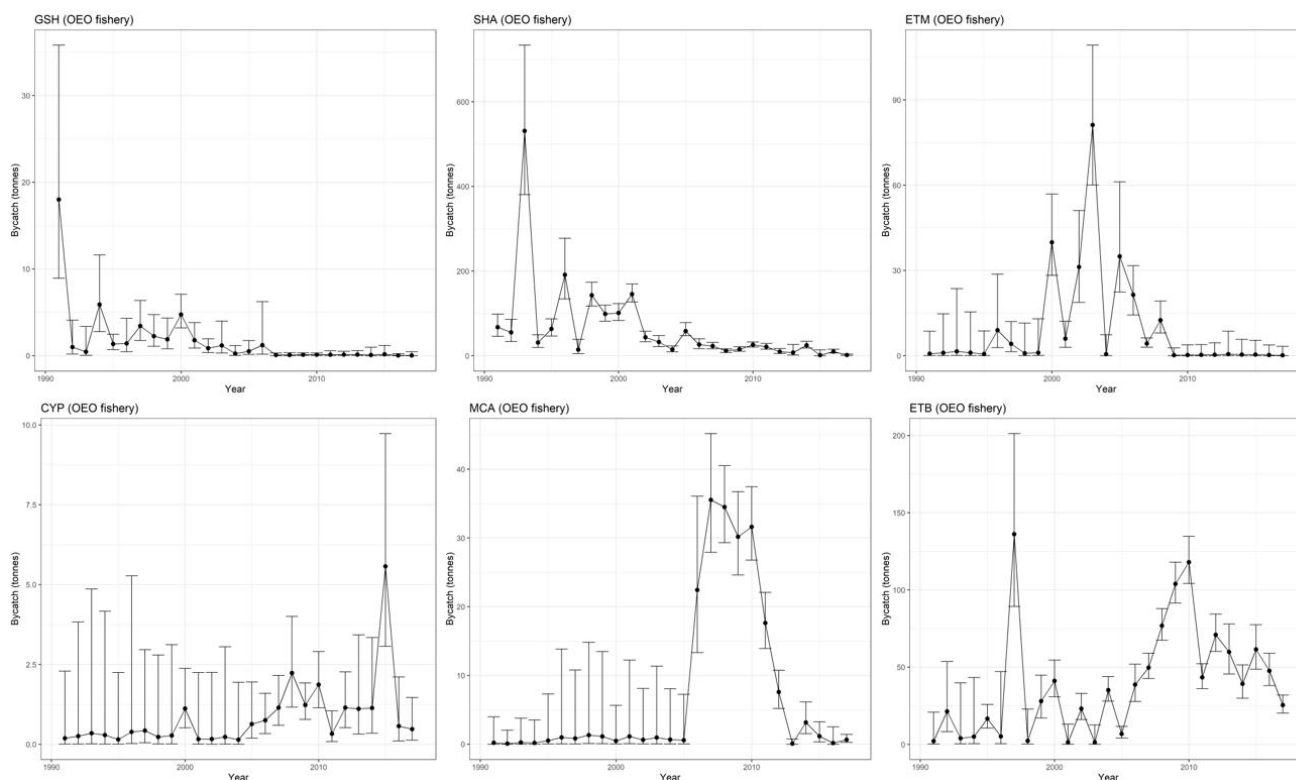 GSH (OEO fishery)
30
20
10
0
Bycatch (tonnes)
1990
2000
2010
Year
SHA (OEO fishery)
600
400
200
0
Bycatch (tonnes)
1990
2000
2010
Year
ETM (OEO fishery)
90
60
30
0
Bycatch (tonnes)
1990
2000
2010
Year
CYP (OEO fishery)
10.0
7.5
5.0
2.5
0.0
Bycatch (tonnes)
1990
2000
2010
Year
MCA (OEO fishery)
40
30
20
10
0
Bycatch (tonnes)
1990
2000
2010
Year
ETB (OEO fishery)
200
150
100
50
0
Bycatch (tonnes)
1990
2000
2010
Year